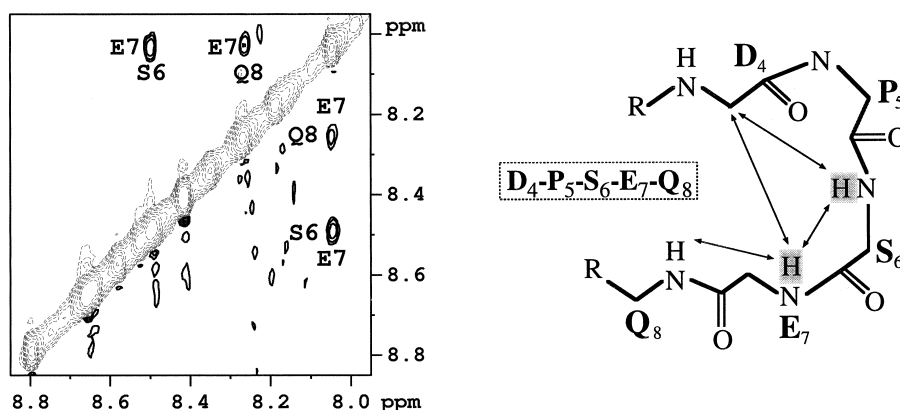 ppm
E7
S6
E7
Q8
E7
Q8
S6
E7
8.2
8.4
8.6
8.8
8.8 8.6 8.4 8.2 8.0 ppm
D4
N
H
N
R
O
P5
O
D4-P5-S6-E7-Q8
H N
H
H
S6
R
N
N
O
O
Q8
E7